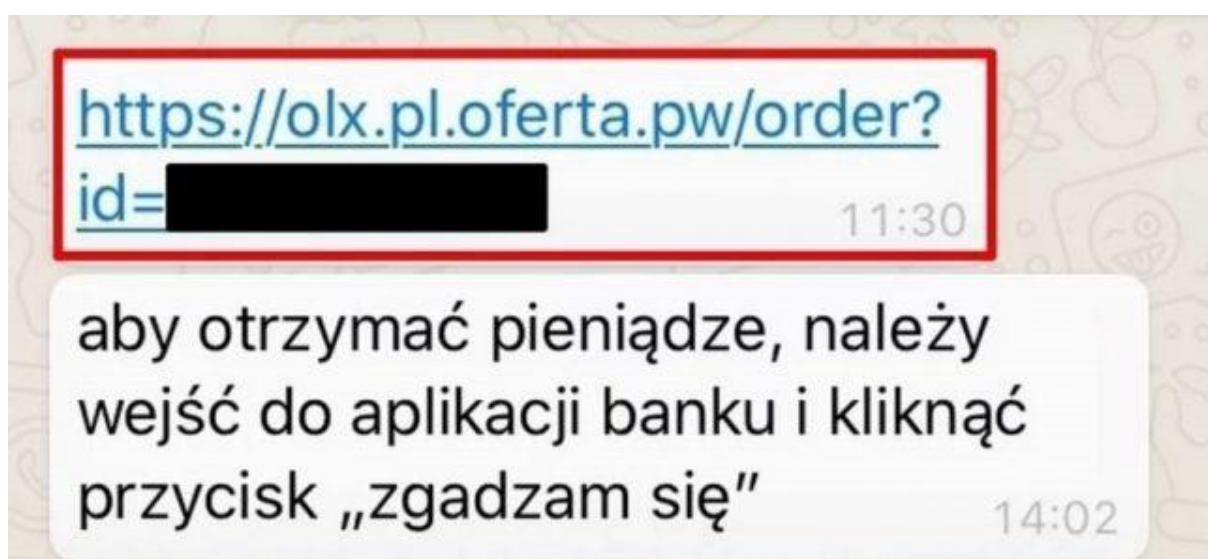 https://olx.pl.oferta.pw/order?
id=
11:30
aby otrzymać pieniądze, należy
wejść do aplikacji banku i kliknąć
przycisk „zgadzam się”
14:02